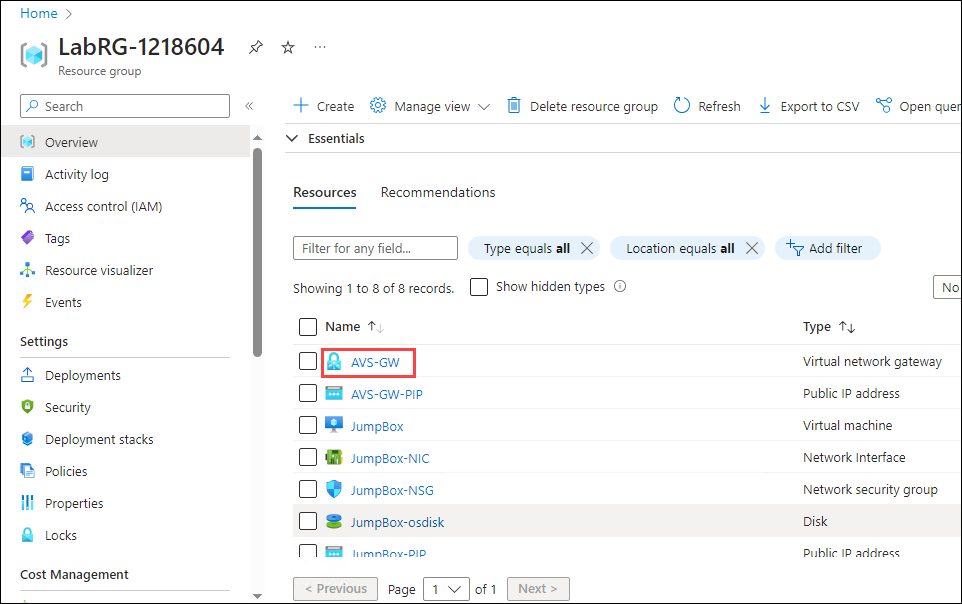 Home
LabRG-1218604
Resource group
Search
Create Manage view Delete resource group Refresh Export to CSV Open quer
Overview
Activity log
Access control (IAM)
Tags
Resource visualizer
Events
Settings
Deployments
Security
Deployment stacks
Policies
Properties
Locks
Cost Management
Essentials
Resources Recommendations
Filter for any field... Type equals all Location equals all Add filter
Showing 1 to 8 of 8 records. Show hidden types
No
Name Type
AVS-GW Virtual network gateway
AVS-GW-PIP Public IP address
JumpBox Virtual machine
JumpBox-NIC Network Interface
JumpBox-NSG Network security group
JumpBox-osdisk Disk
JumpBox-PIP Public IP address
< Previous Page 1 of 1 Next >